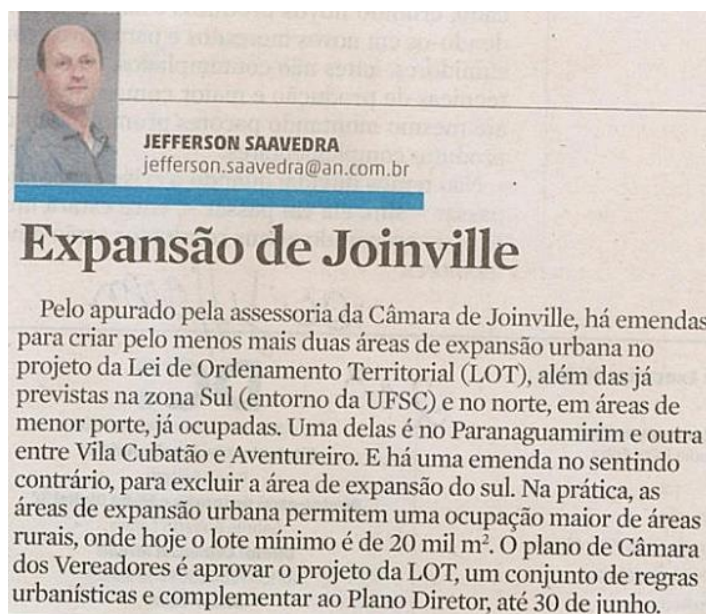 JEFFERSON SAAVEDRA
jefferson.saavedra@an.com.br
Expansão de Joinville
Pelo apurado pela assessoria da Câmara de Joinville, há emendas
para criar pelo menos mais duas áreas de expansão urbana no
projeto da Lei de Ordenamento Territorial (LOT), além das já
previstas na zona Sul (entorno da UFSC) e no norte, em áreas de
menor porte, já ocupadas. Uma delas é no Paranaguamirim e outra
entre Vila Cubatão e Aventureiro. E há uma emenda no sentindo
contrário, para excluir a área de expansão do sul. Na prática, as
áreas de expansão urbana permitem uma ocupação maior de áreas
rurais, onde hoje o lote mínimo é de 20 mil m². O plano de Câmara
dos Vereadores é aprovar o projeto da LOT, um conjunto de regras
urbanísticas e complementar ao Plano Diretor, até 30 de junho.